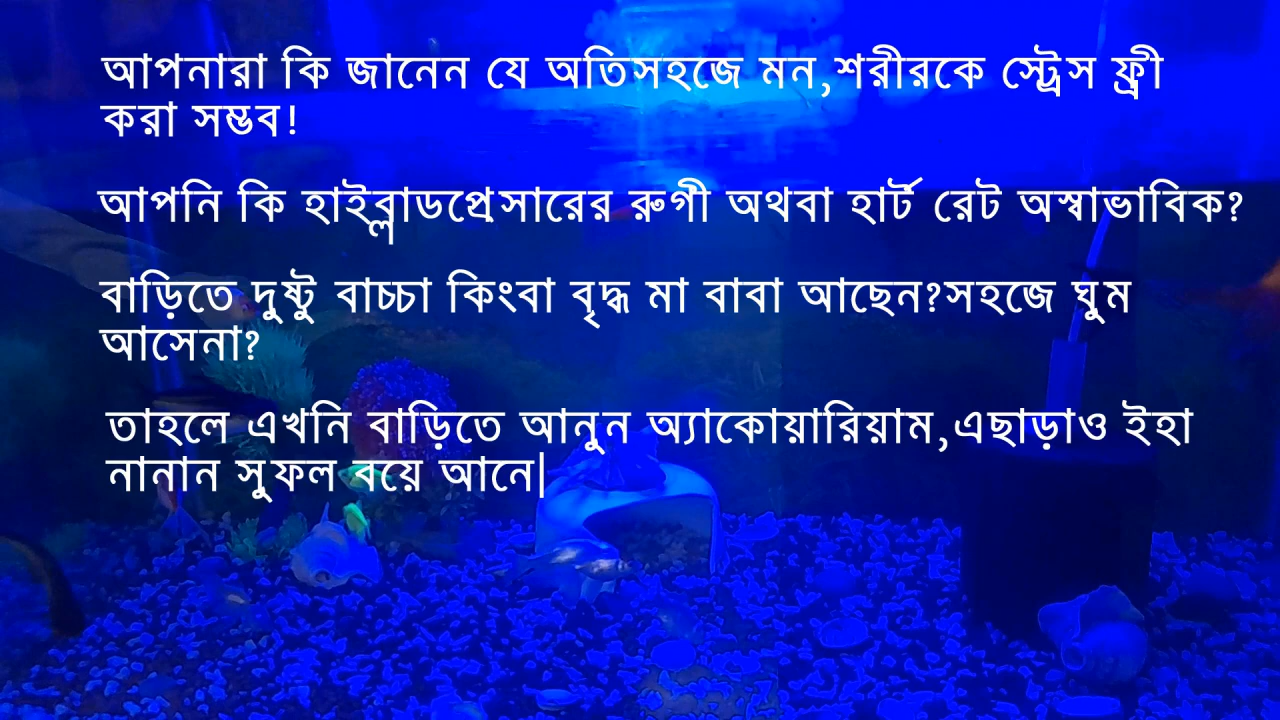 আপনারা কি জানেন যে অতিসহজে মন,শরীরকে স্ট্রেস ফ্রী
করা সম্ভব!
আপনি কি হাইব্লাডপ্রেসারের রুগী অথবা হার্ট রেট অস্বাভাবিক?
বাড়িতে দুষ্টু বাচ্চা কিংবা বৃদ্ধ মা বাবা আছেন?সহজে ঘুম
আসেনা?
তাহলে এখনি বাড়িতে আনুন অ্যাকোয়ারিয়াম,এছাড়াও ইহা
নানান সুফল বয়ে আনে|